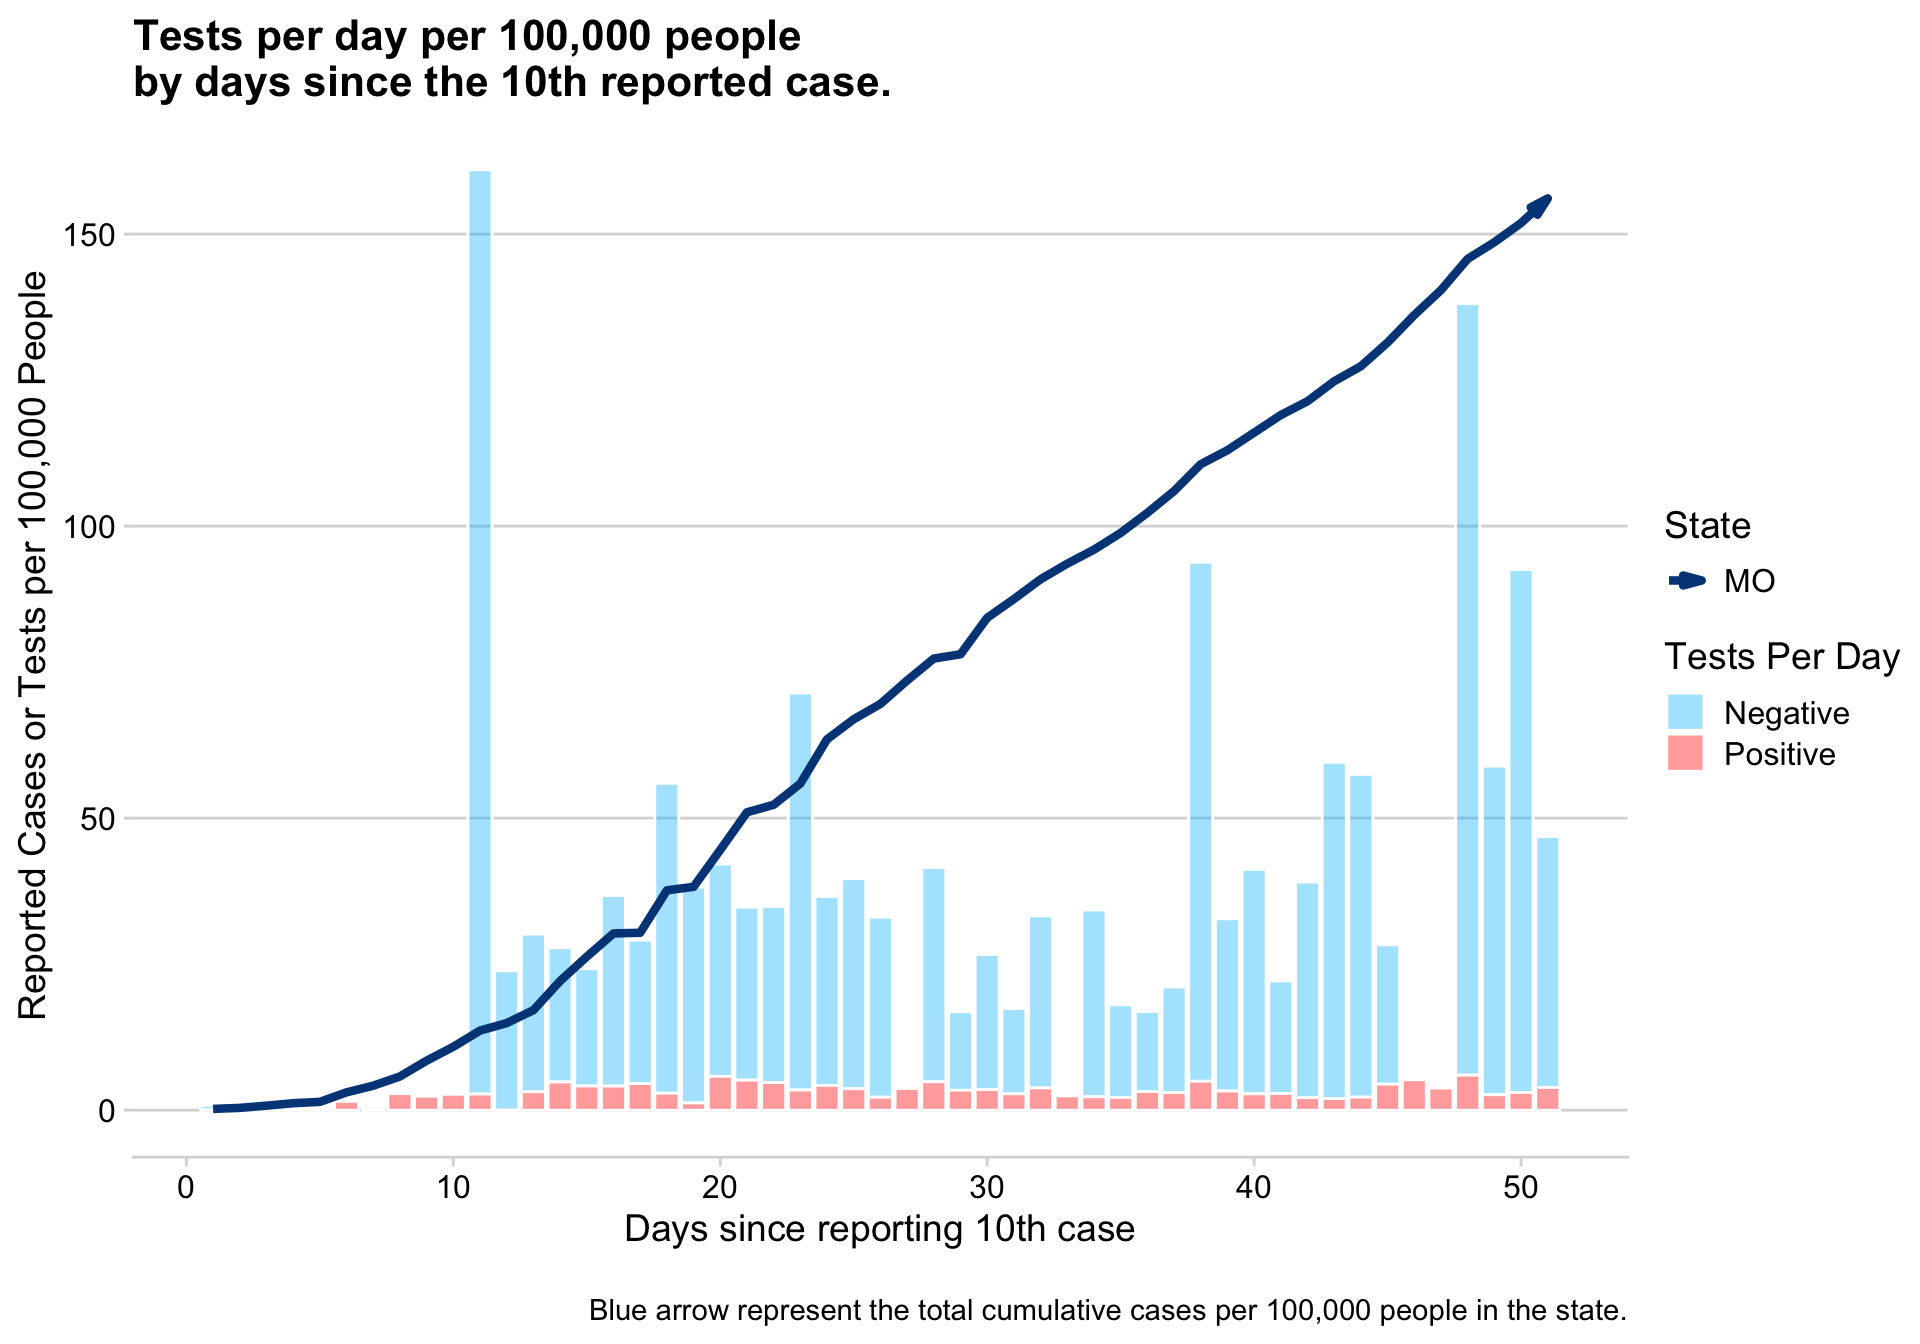 Tests per day per 100,000 people
by days since the 10th reported case.
Reported Cases or Tests per 100,000 People
150
100
50
0
0
10
20
30
40
50
Days since reporting 10th case
State
MO
Tests Per Day
Negative
Positive
Blue arrow represent the total cumulative cases per 100,000 people in the state.